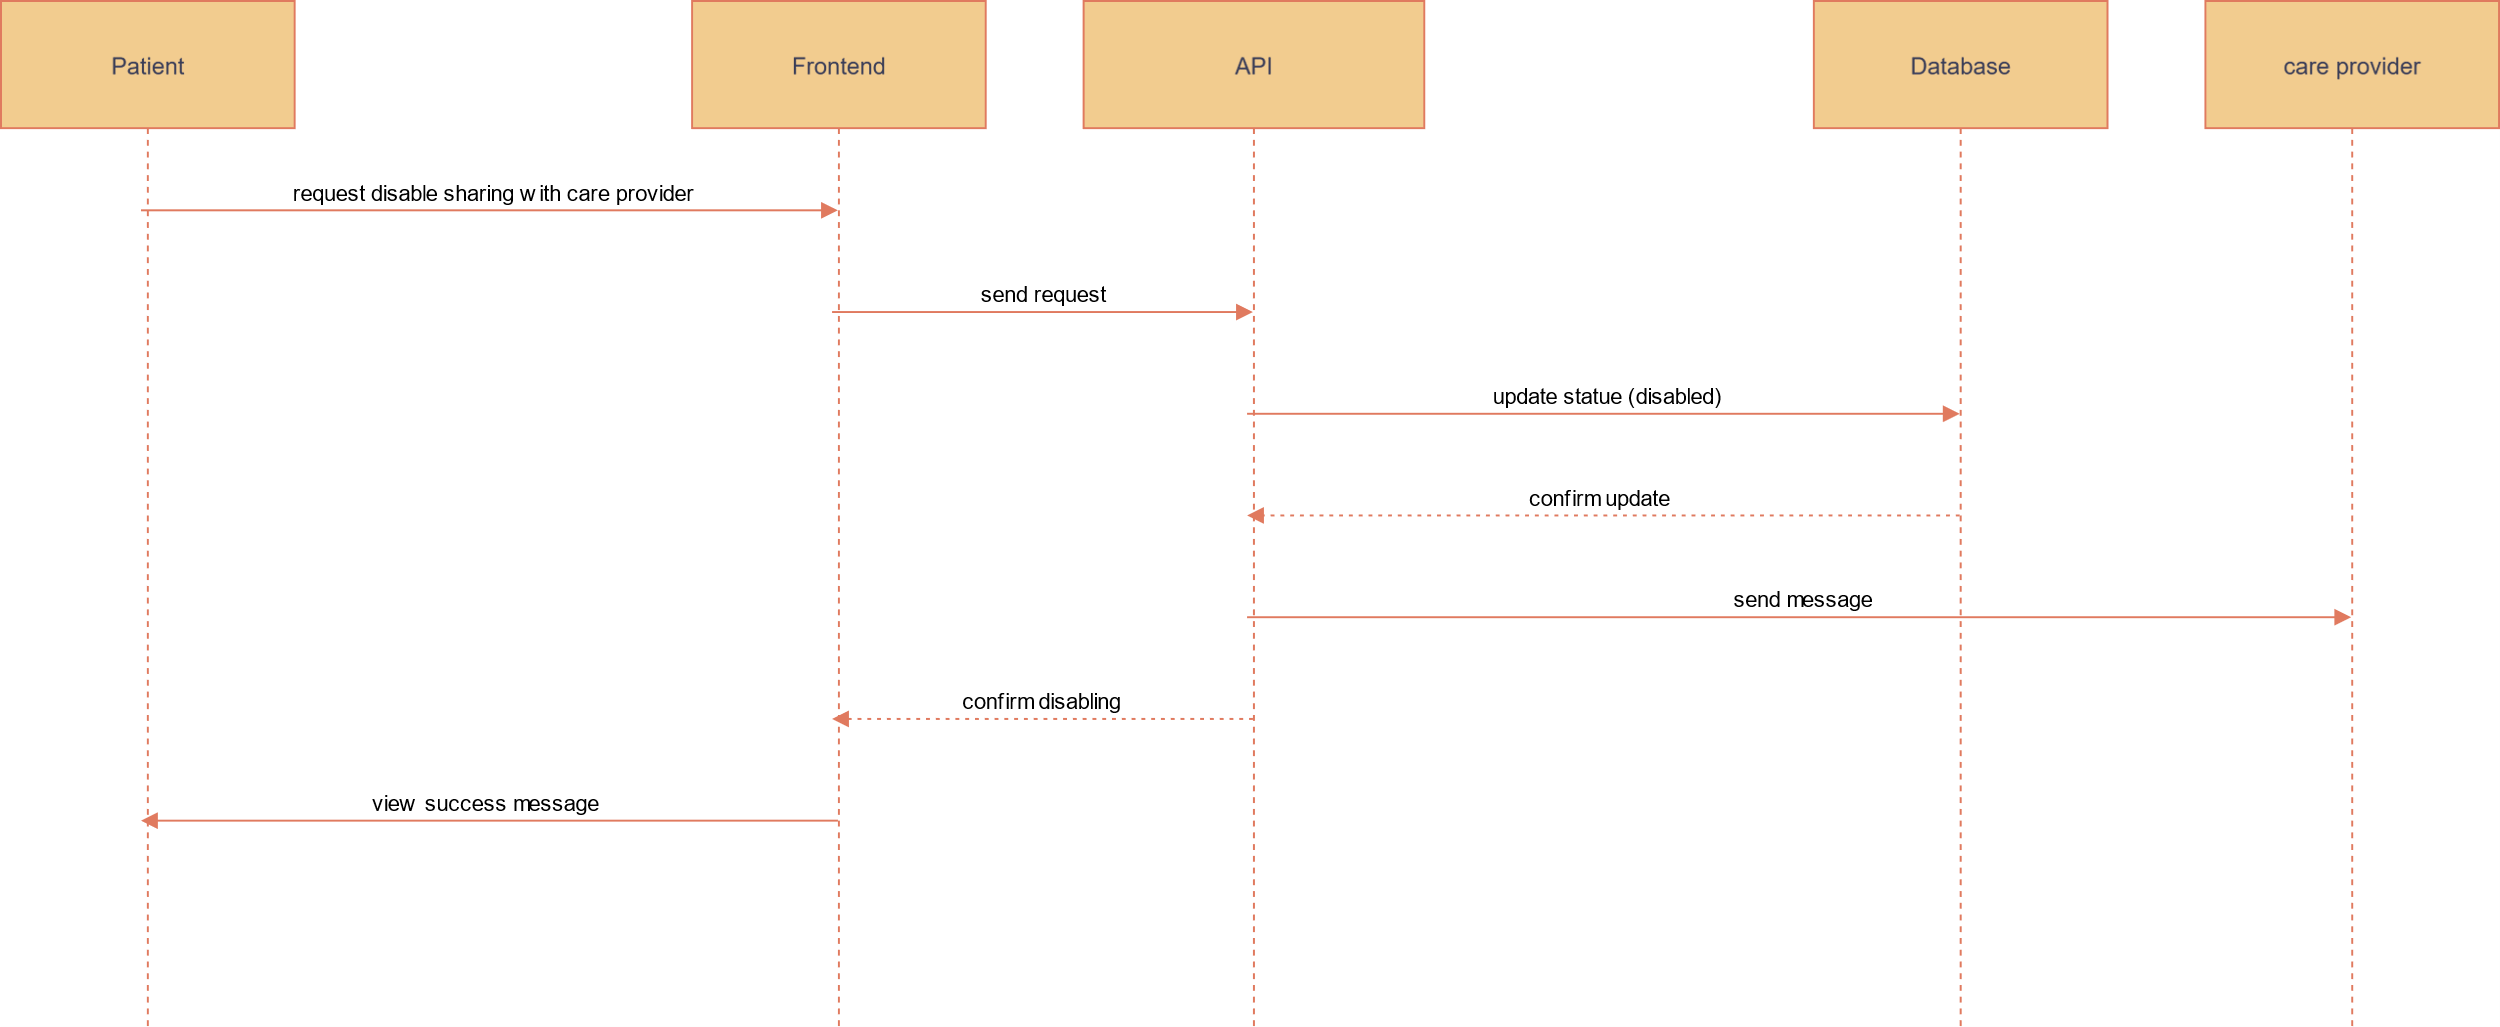 Patient
Frontend
API
Database
care provider
request disable sharing with care provider
send request
update statue (disabled)
confirm update
send message
confirm disabling
view success message